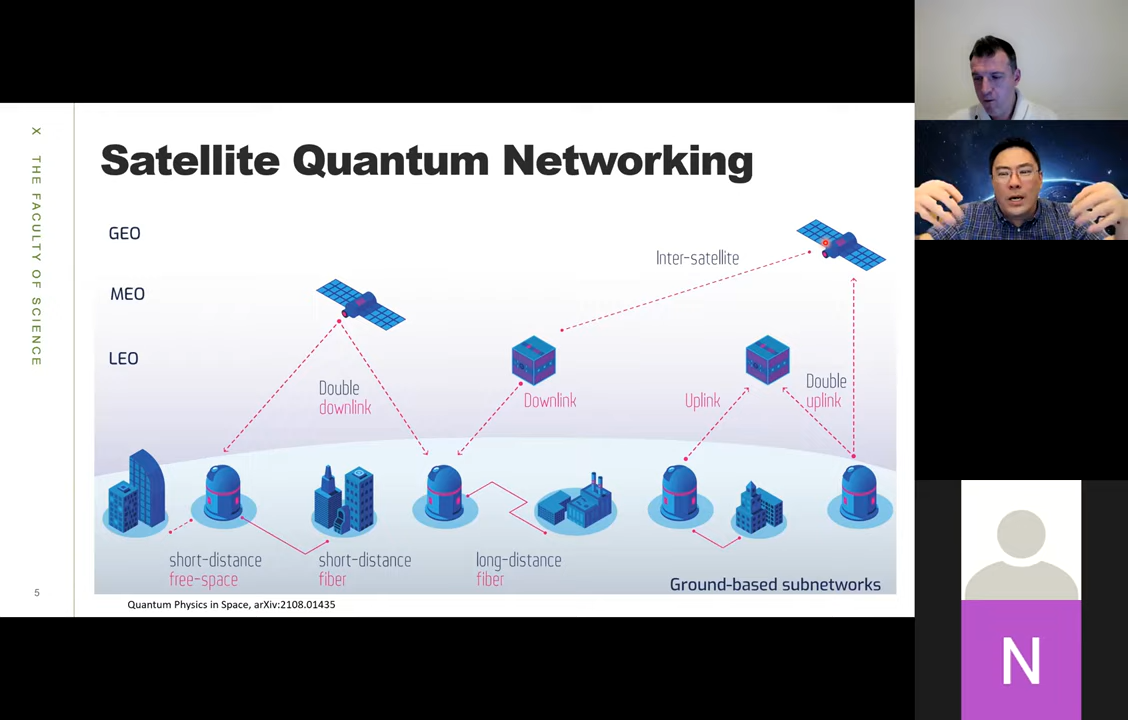 X THE FACULTY OF SCIENCE
Satellite Quantum Networking
GEO
MEO
LEO
Inter-satellite
Double
downlink
Downlink
Uplink
Double
uplink
short-distance
free-space
short-distance
fiber
long-distance
fiber
Ground-based subnetworks
5
Quantum Physics in Space, arXiv:2108.01435
N